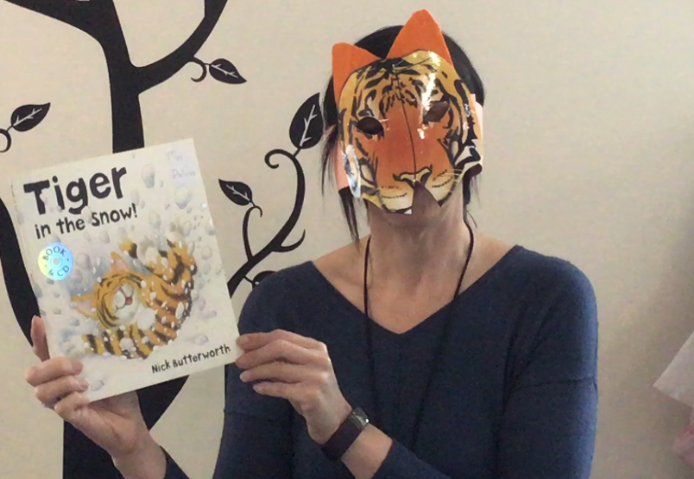 Tiger
in the snow!
BOOK
& CD
Nick Butterworth